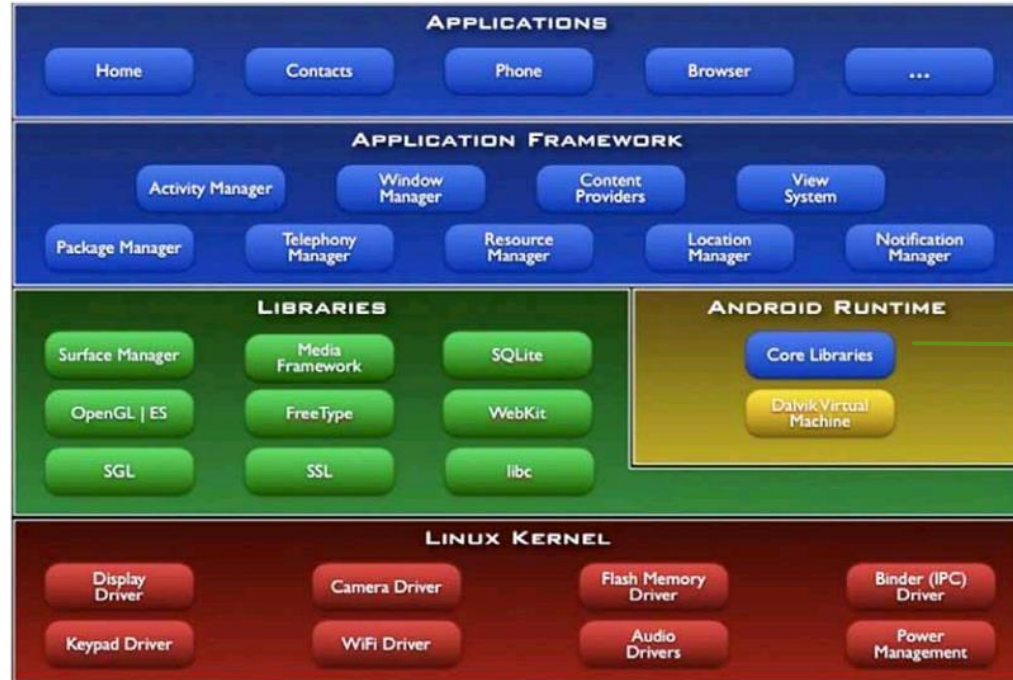 APPLICATIONS
Home
Contacts
Phone
Browser
...
APPLICATION FRAMEWORK
Activity Manager
Window
Manager
Content
Providers
View
System
Package Manager
Telephony
Manager
Resource
Manager
Location
Manager
Notification
Manager
LIBRARIES
Surface Manager
Media
Framework
SQLite
OpenGL | ES
FreeType
WebKit
SGL
SSL
libc
ANDROID RUNTIME
Core Libraries
Dalvik Virtual
Machine
LINUX KERNEL
Display
Driver
Camera Driver
Flash Memory
Driver
Binder (IPC)
Driver
Keypad Driver
WiFi Driver
Audio
Drivers
Power
Management